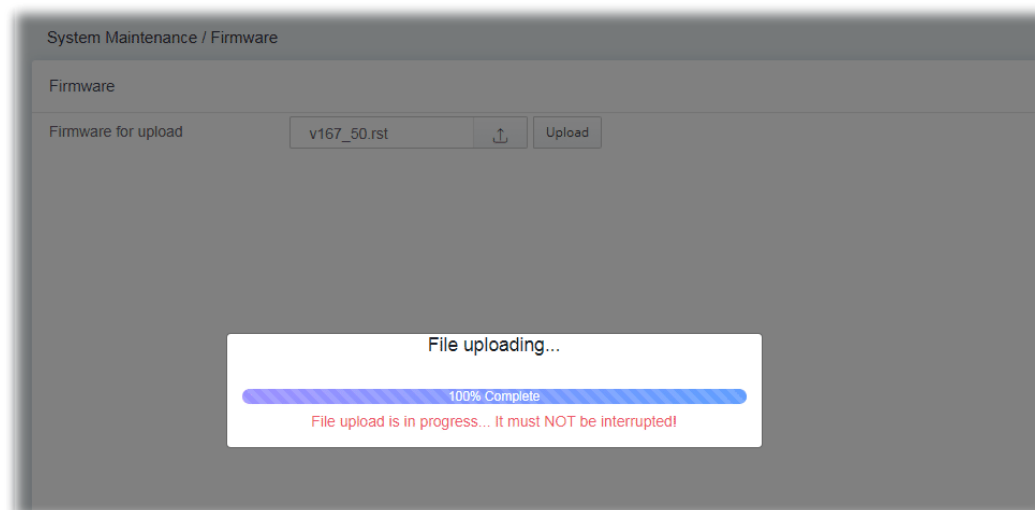 System Maintenance / Firmware
Firmware
Firmware for upload v167_50.rst Upload
File uploading...
100% Complete
File upload is in progress... It must NOT be interrupted!